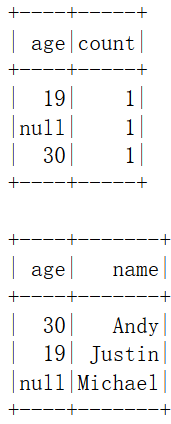 +----+-----+
| age|count|
+----+-----+
|  19|    1|
|null|    1|
|  30|    1|
+----+-----+
+----+-------+
| age|   name|
+----+-------+
|  30|   Andy|
|  19| Justin|
|null|Michael|
+----+-------+